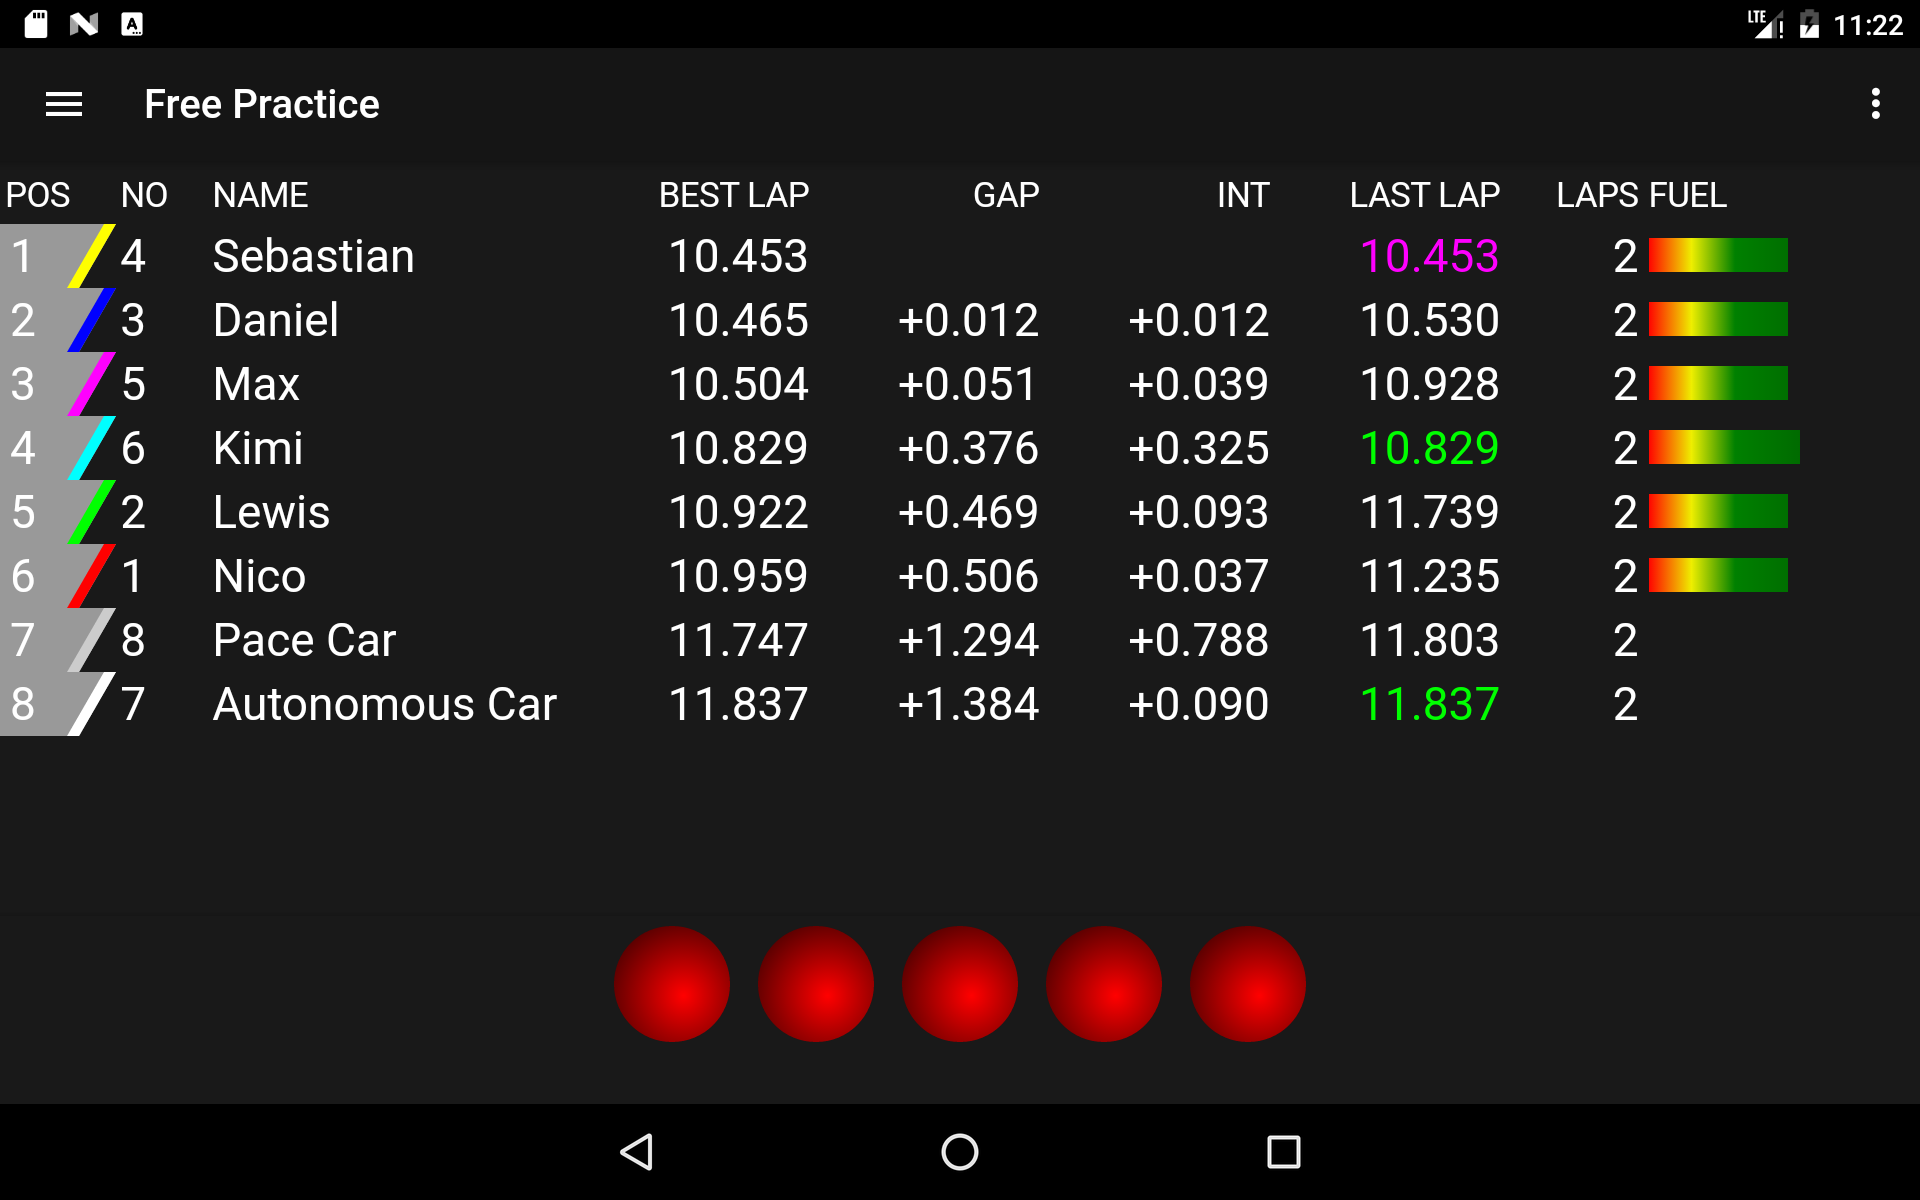 LTE 11:22
Free Practice
POS NO NAME BEST LAP GAP INT LAST LAP LAPS FUEL
1 4 Sebastian 10.453 10.453 2
2 3 Daniel 10.465 +0.012 +0.012 10.530 2
3 5 Max 10.504 +0.051 +0.039 10.928 2
4 6 Kimi 10.829 +0.376 +0.325 10.829 2
5 2 Lewis 10.922 +0.469 +0.093 11.739 2
6 1 Nico 10.959 +0.506 +0.037 11.235 2
7 8 Pace Car 11.747 +1.294 +0.788 11.803 2
8 7 Autonomous Car 11.837 +1.384 +0.090 11.837 2